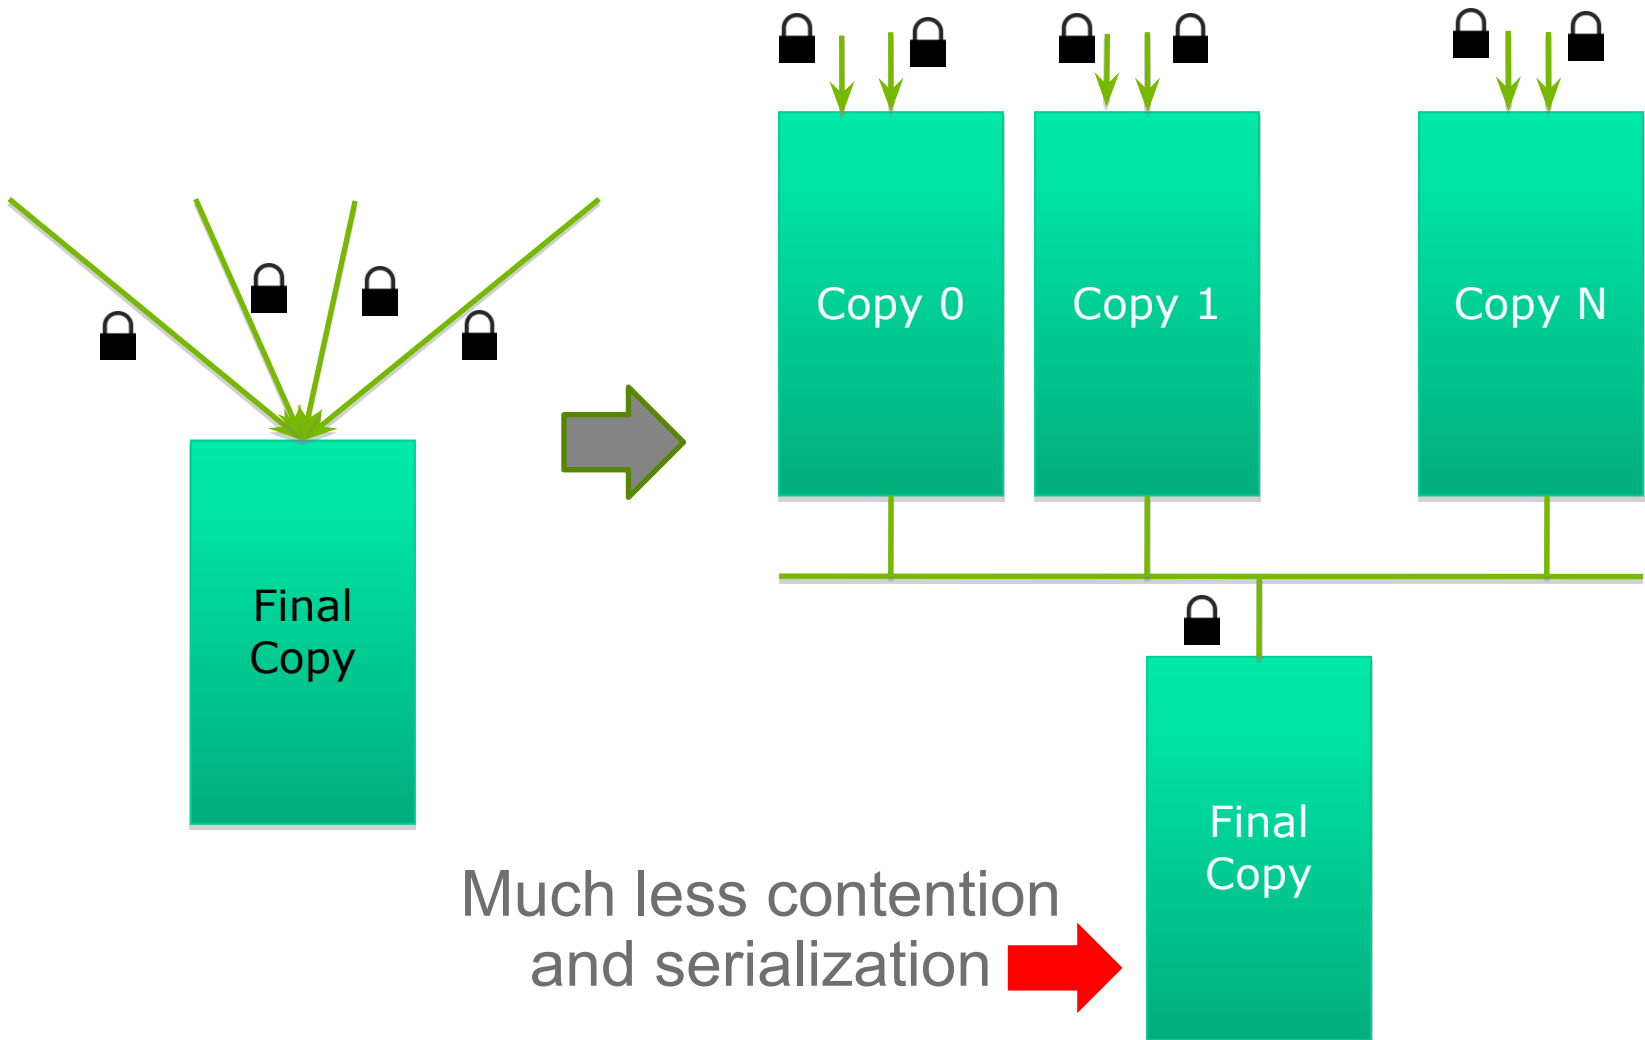 Copy 0
Copy 1
Copy N
Final
Copy
Final
Copy
Much less contention
and serialization